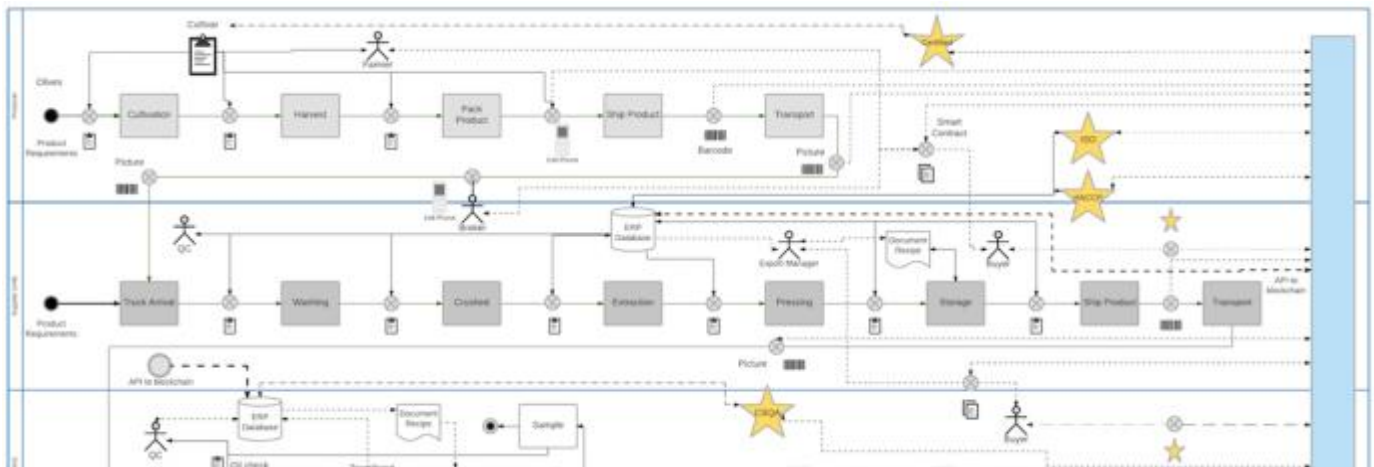 Cultivar
Farmer
Olives
Cultivation
Harvest
Pack
Product
Ship Product
Transport
Product
Requirements
Barcode
Picture
Smart
Contract
ISO
Picture
HACCP
Broker
QC
ERP
Database
Export Manager
Document
Recipe
Buyer
Truck Arrival
Washing
Crushed
Extraction
Pressing
Storage
Ship Product
Transport
API to
blockchain
Product
Requirements
Picture
API to blockchain
ERP
Database
Document
Recipe
Sample
QC
Buyer